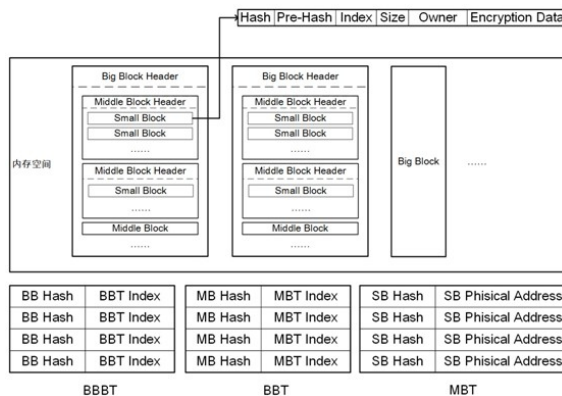 Hash Pre-Hash Index Size Owner Encryption Data
内存空间
Big Block Header
Middle Block Header
Small Block
Small Block
......
Middle Block Header
Small Block
......
Middle Block
......
Big Block Header
Middle Block Header
Small Block
Small Block
......
Middle Block Header
Small Block
......
Middle Block
......
Big Block
......
BB Hash BBT Index
BB Hash BBT Index
BB Hash BBT Index
BB Hash BBT Index
BBBT
MB Hash MBT Index
MB Hash MBT Index
MB Hash MBT Index
MB Hash MBT Index
BBT
SB Hash SB Phisical Address
SB Hash SB Phisical Address
SB Hash SB Phisical Address
SB Hash SB Phisical Address
MBT